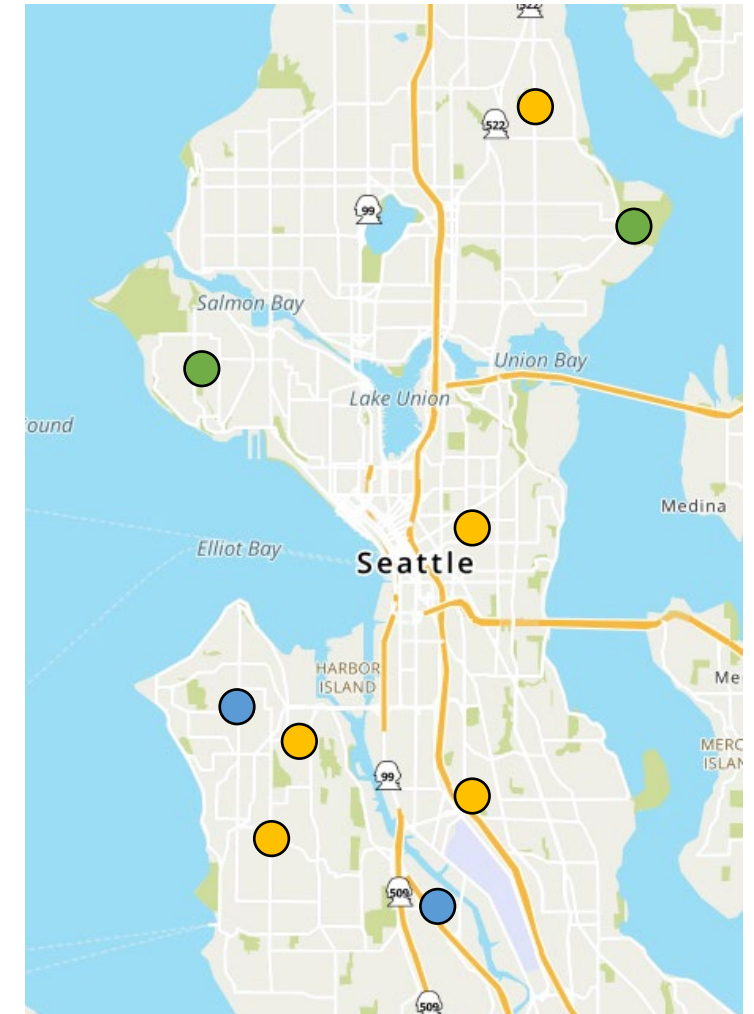 522
522
99
Salmon Bay
Union Bay
Lake Union
ound
Medina
Elliot Bay
Seattle
HARBOR
ISLAND
Me
MERC
ISLAN
99
509
509